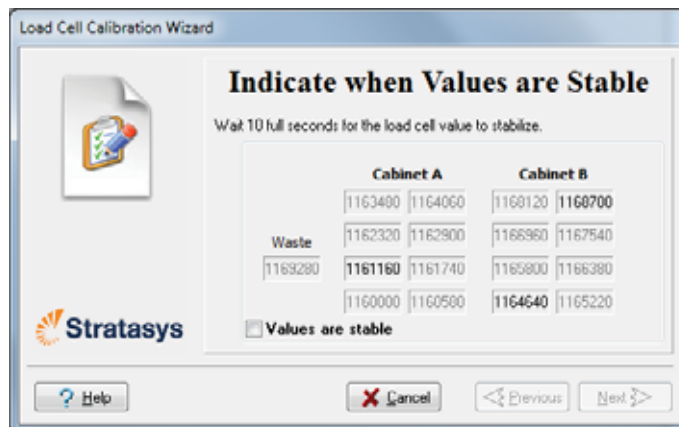 Load Cell Calibration Wizard
Indicate when Values are Stable
Wait 10 full seconds for the load cell value to stabilize.
Cabinet A Cabinet B
1163480 1164060 1168120 1168700
1162320 1162900 1166960 1167540
Waste
1169280 1161160 1161740 1165800 1166380
1160000 1160580 1164640 1165220
Values are stable
Stratasys
Help Cancel Previous Next